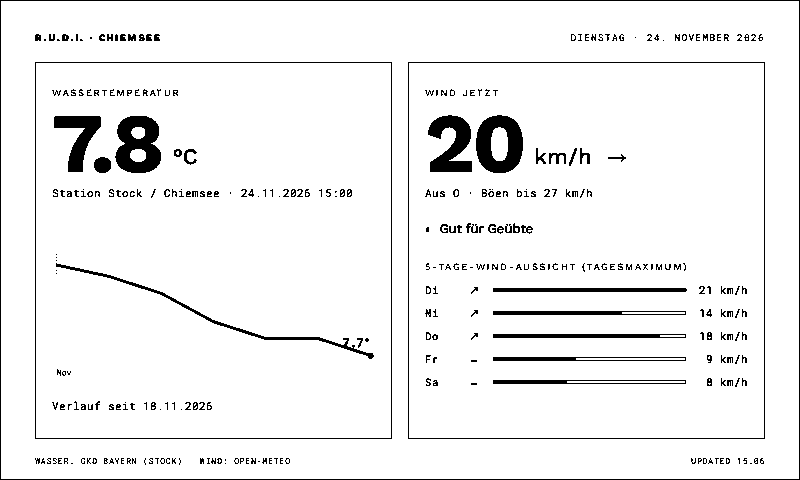 R.U.D.I. · CHIEMSEE
DIENSTAG · 24. NOVEMBER 2026
WASSERTEMPERATUR
7.8 °C
Station Stock / Chiemsee · 24.11.2026 15:00
7.7°
Nov
Verlauf seit 18.11.2026
WIND JETZT
20 km/h →
Aus O · Böen bis 27 km/h
Gut für Geübte
5-TAGE-WIND-AUSSICHT (TAGESMAXIMUM)
Di ↗ 21 km/h
Mi ↗ 14 km/h
Do ↗ 18 km/h
Fr – 9 km/h
Sa – 8 km/h
WASSER: GKD BAYERN (STOCK) WIND: OPEN-METEO
UPDATED 15:06